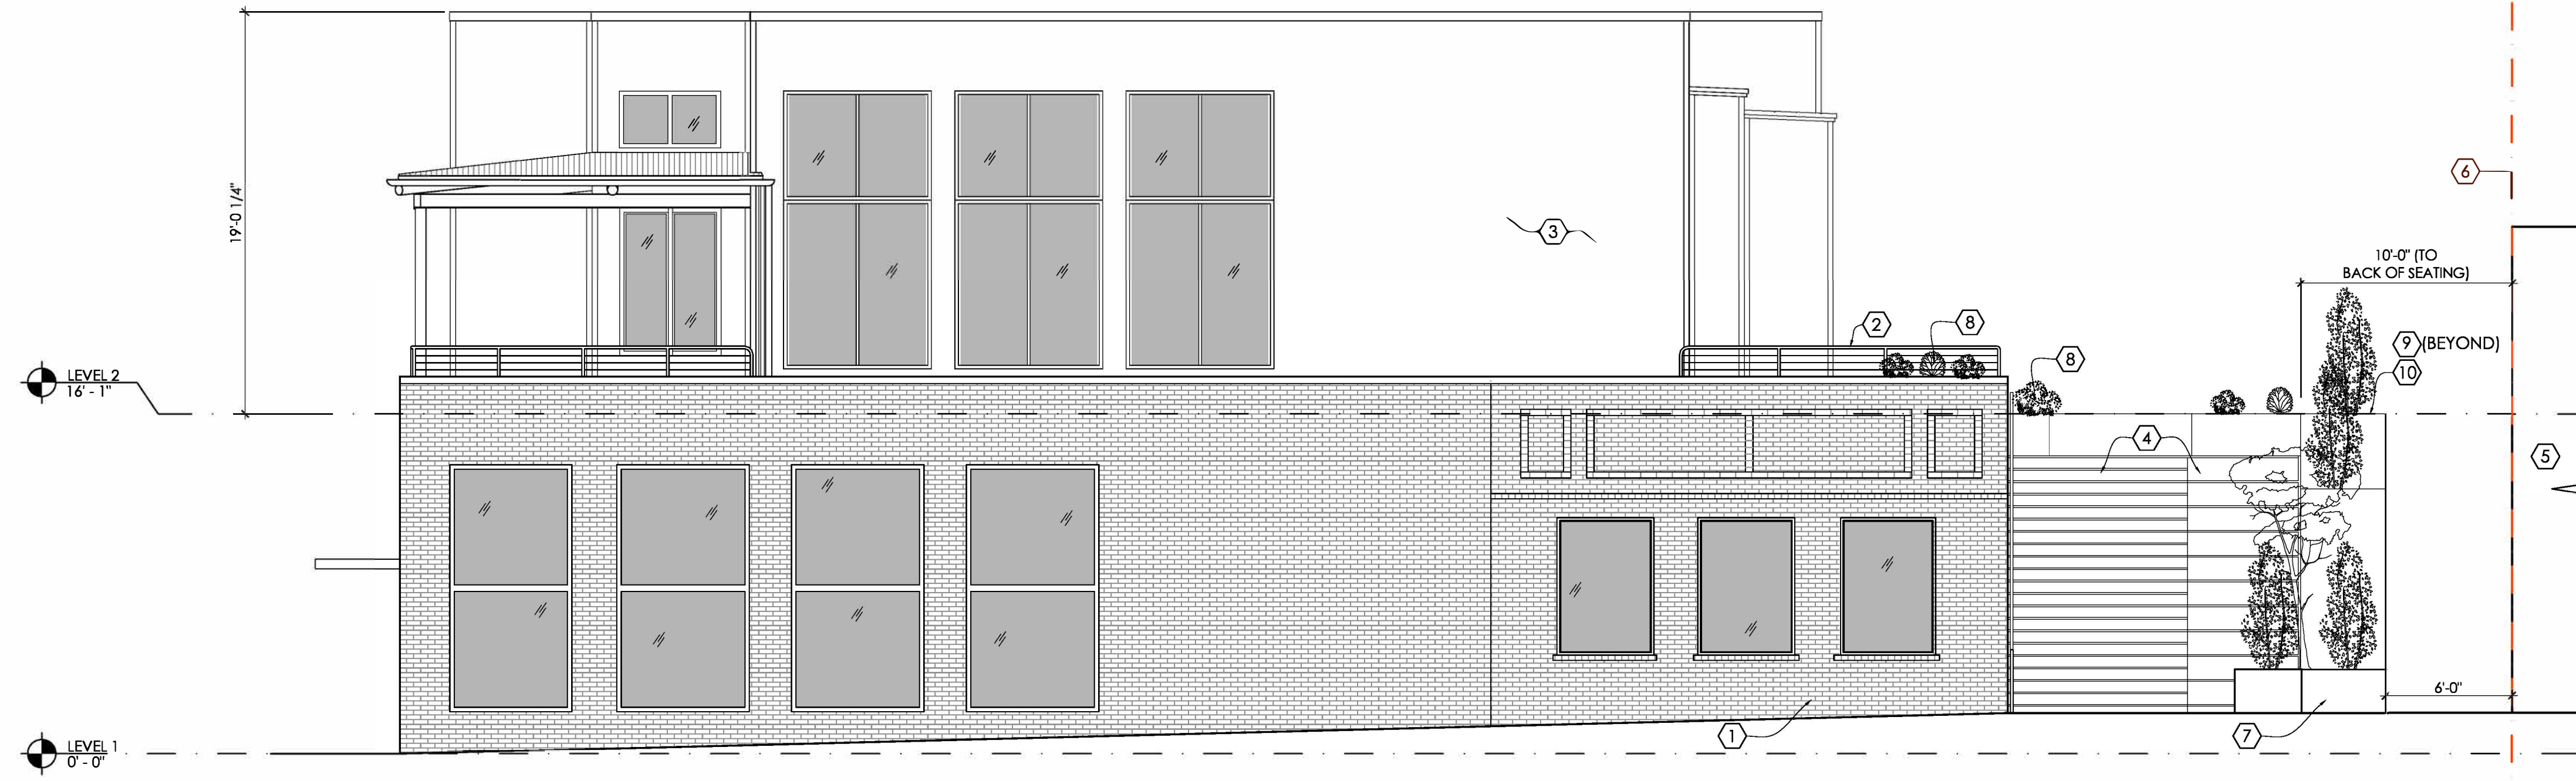 19'-0 1/4"
6
3
10'-0" (TO
BACK OF SEATING)
2
8
9 (BEYOND)
8
10
LEVEL 2
16' - 1"
4
5
6'-0"
1
7
LEVEL 1
0' - 0"